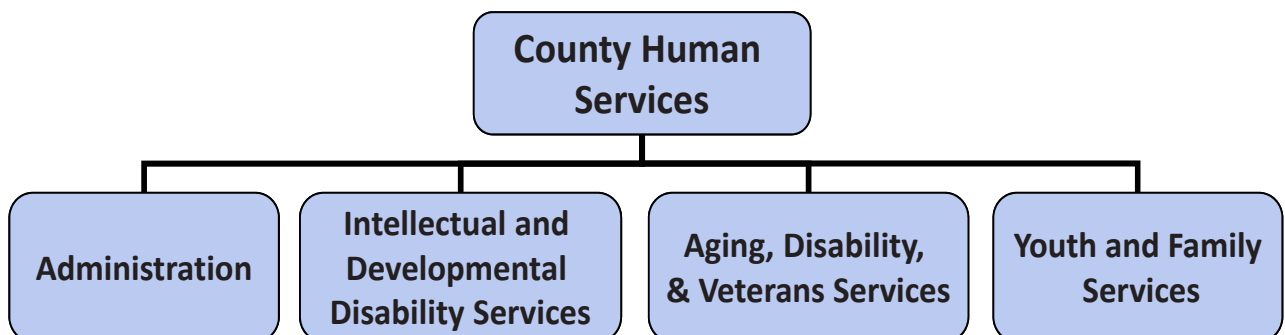 County Human
Services
Administration
Intellectual and
Developmental
Disability Services
Aging, Disability,
& Veterans Services
Youth and Family
Services